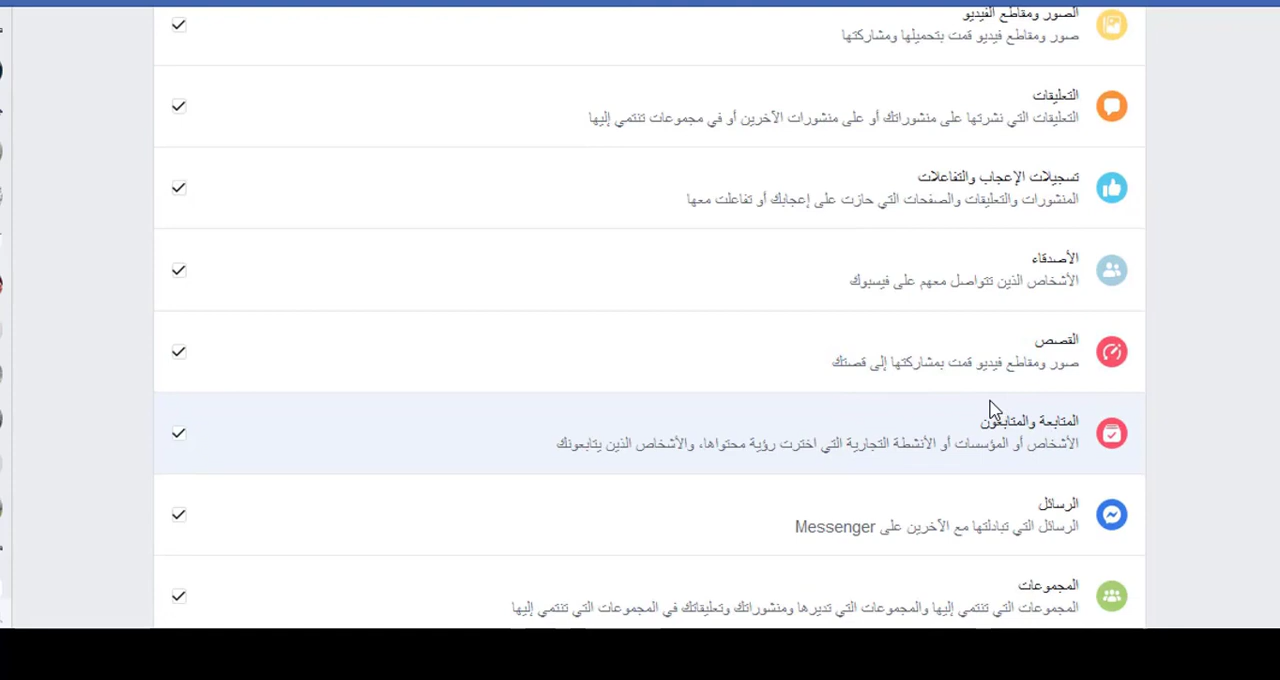 الصور ومقاطع الفيديو
صور ومقاطع فيديو قمت بتحميلها ومشاركتها
التعليقات
التعليقات التي نشرتها على منشوراتك أو على منشورات الآخرين أو في مجموعات تنتمي إليها
تسجيلات الإعجاب والتفاعلات
المنشورات والتعليقات والصفحات التي حازت على إعجابك أو تفاعلت معها
الأصدقاء
الأشخاص الذين تتواصل معهم على فيسبوك
القصص
صور ومقاطع فيديو قمت بمشاركتها إلى قصتك
المتابعة والمتابعون
الأشخاص أو المؤسسات أو الأنشطة التجارية التي اخترت رؤية محتواها، والأشخاص الذين يتابعونك
الرسائل
الرسائل التي تبادلتها مع الآخرين على Messenger
المجموعات
المجموعات التي تنتمي إليها والمجموعات التي تديرها ومنشوراتك وتعليقاتك في المجموعات التي تنتمي إليها